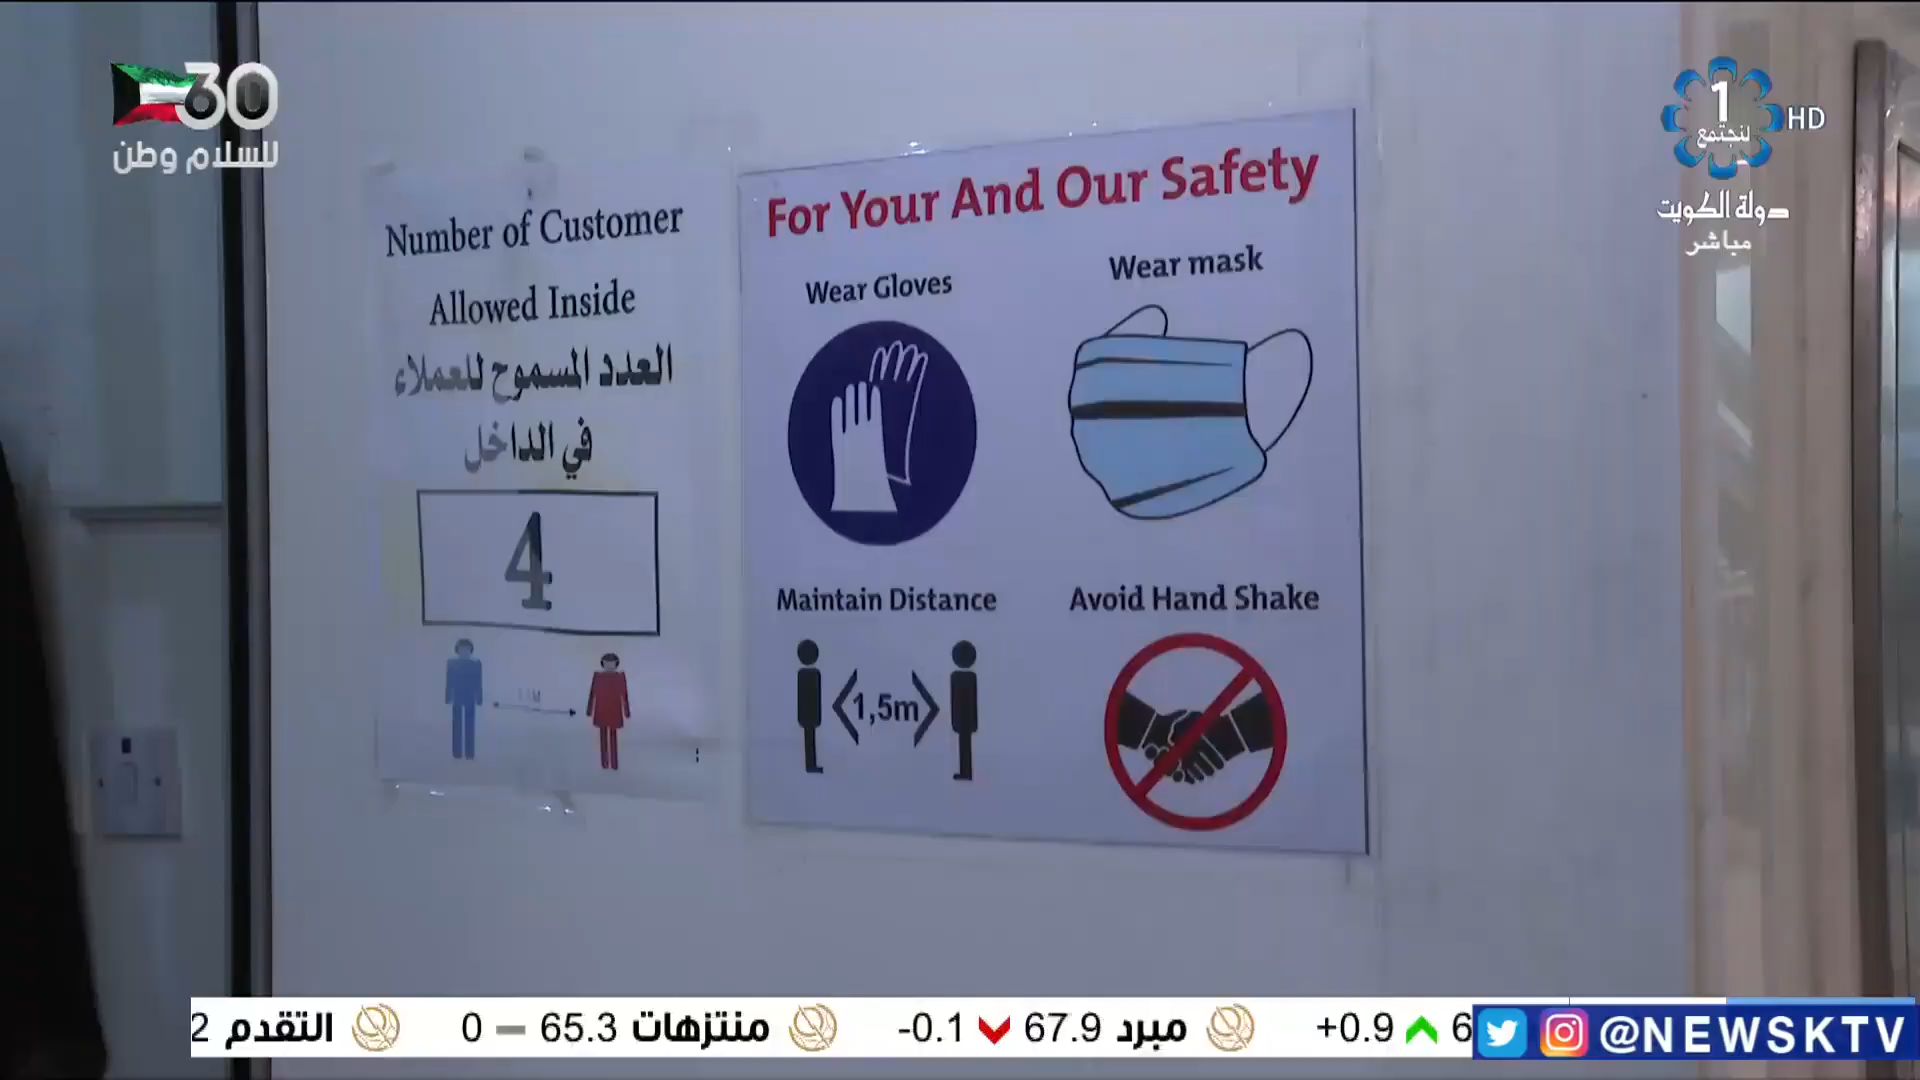 30
للسلام وطن
1
لنجتمع
HD
دولة الكويت
مباشر
Number of Customer
Allowed Inside
العدد المسموح للعملاء
في الداخل
4
For Your And Our Safety
Wear Gloves
Wear mask
Maintain Distance
Avoid Hand Shake
1,5m
+0.9
مبرد 67.9 -0.1
منتزهات 65.3 0
التقدم
@NEWSKTV